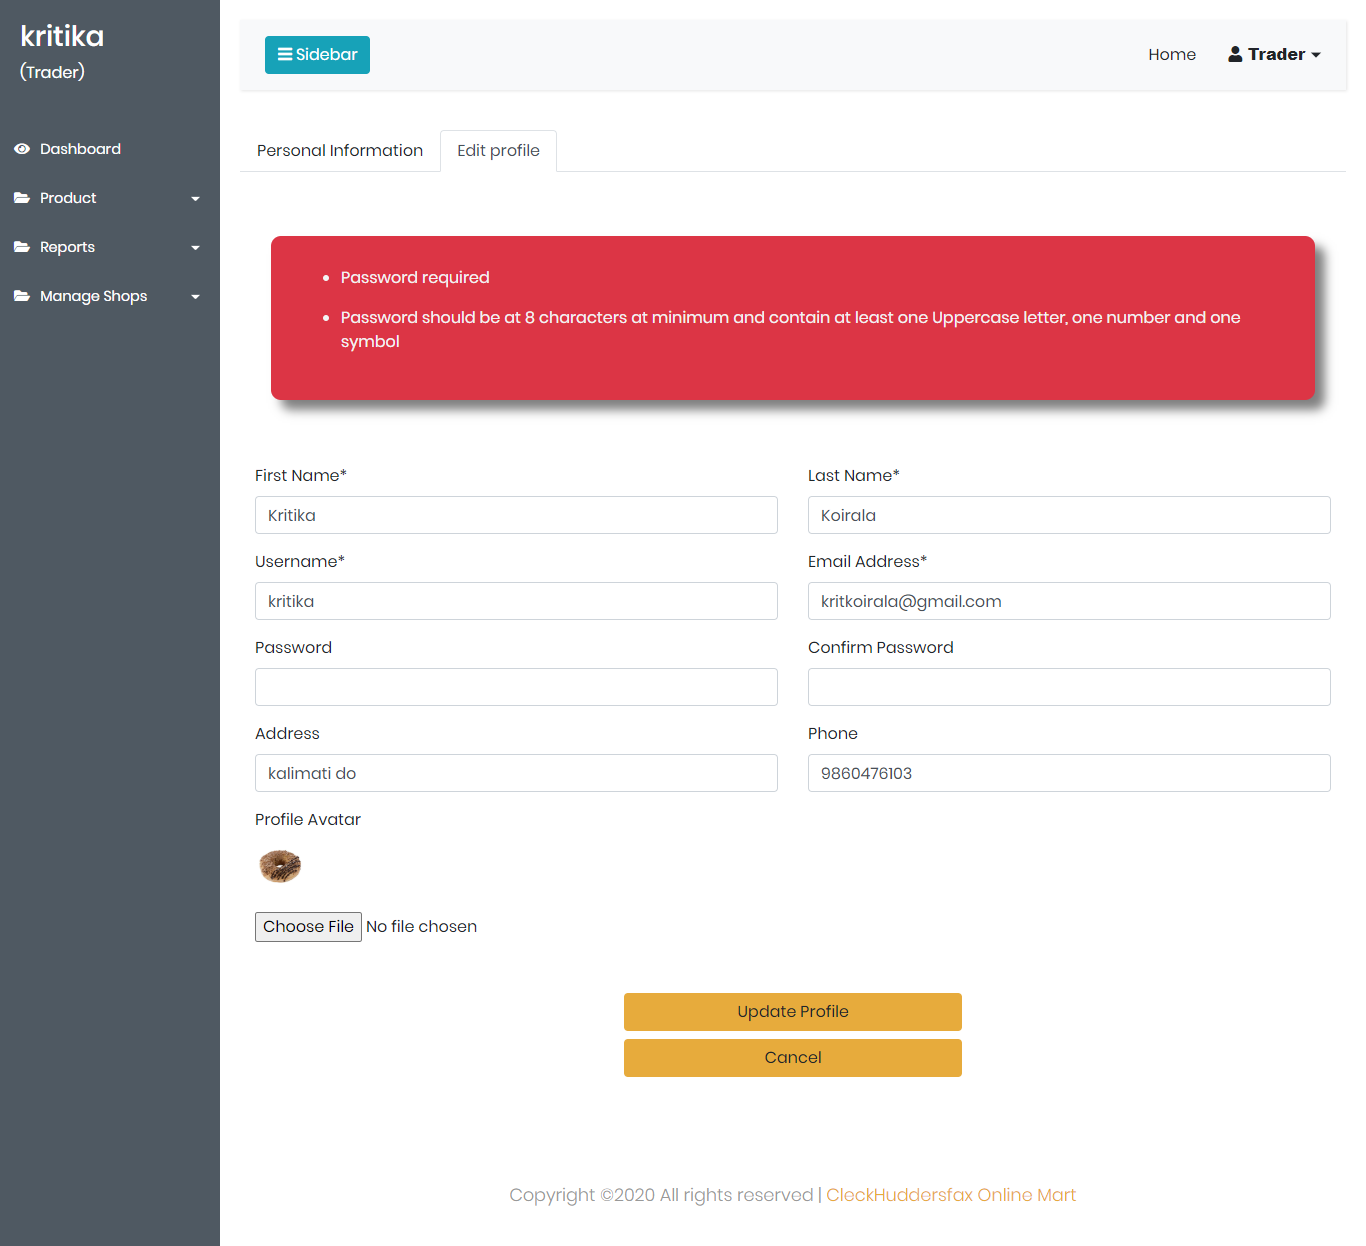 kritika
(Trader)
Dashboard
Product
Reports
Manage Shops
Sidebar
Home
Trader
Personal Information
Edit profile
• Password required
• Password should be at 8 characters at minimum and contain at least one Uppercase letter, one number and one
symbol
First Name*
Last Name*
Kritika
Koirala
Username*
Email Address*
kritika
kritkoirala@gmail.com
Password
Confirm Password
Address
Phone
kalimati do
9860476103
Profile Avatar
Choose File No file chosen
Update Profile
Cancel
Copyright ©2020 All rights reserved | CleckHuddersfax Online Mart